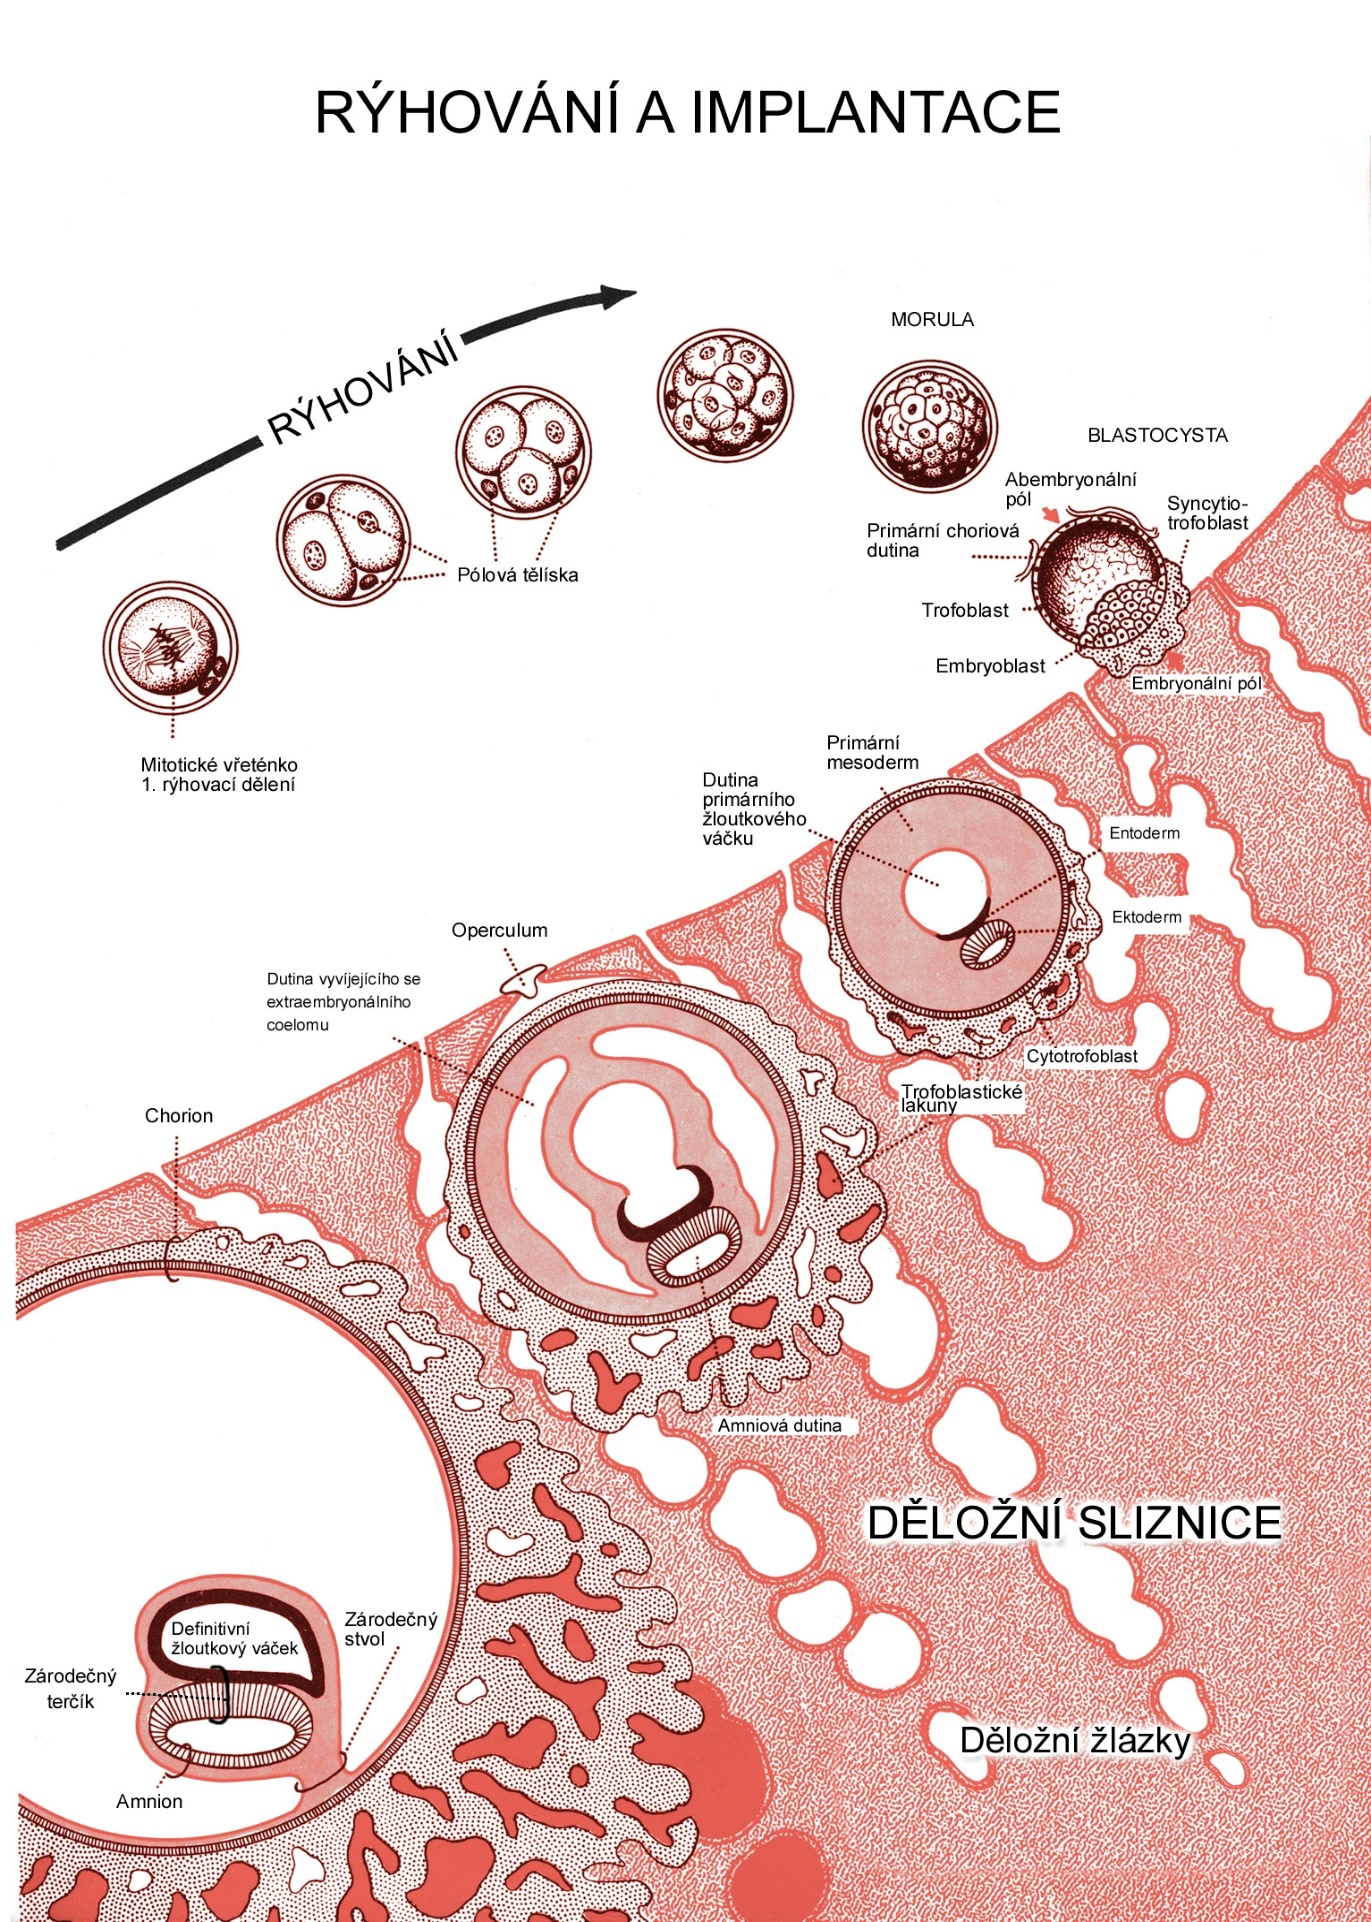 RÝHOVÁNÍ A IMPLANTACE
RÝHOVÁNÍ
MORULA
BLASTOCYSTA
Abembryonální
pól
Syncytio-
trofoblast
Primární choriová
dutina
Pólová tělíska
Trofoblast
Embryoblast
Embryonální pól
Mitotické vřeténko
1. rýhovací dělení
Primární
mesoderm
Dutina
primárního
žloutkového
váčku
Entoderm
Ektoderm
Operculum
Dutina vyvíjejícího se
extraembryonálního
coelomu
Cytotrofoblast
Trofoblastické
lakuny
Chorion
Amniová dutina
DĚLOŽNÍ SLIZNICE
Definitivní
žloutkový váček
Zárodečný
stvol
Zárodečný
terčík
Děložní žlázky
Amnion